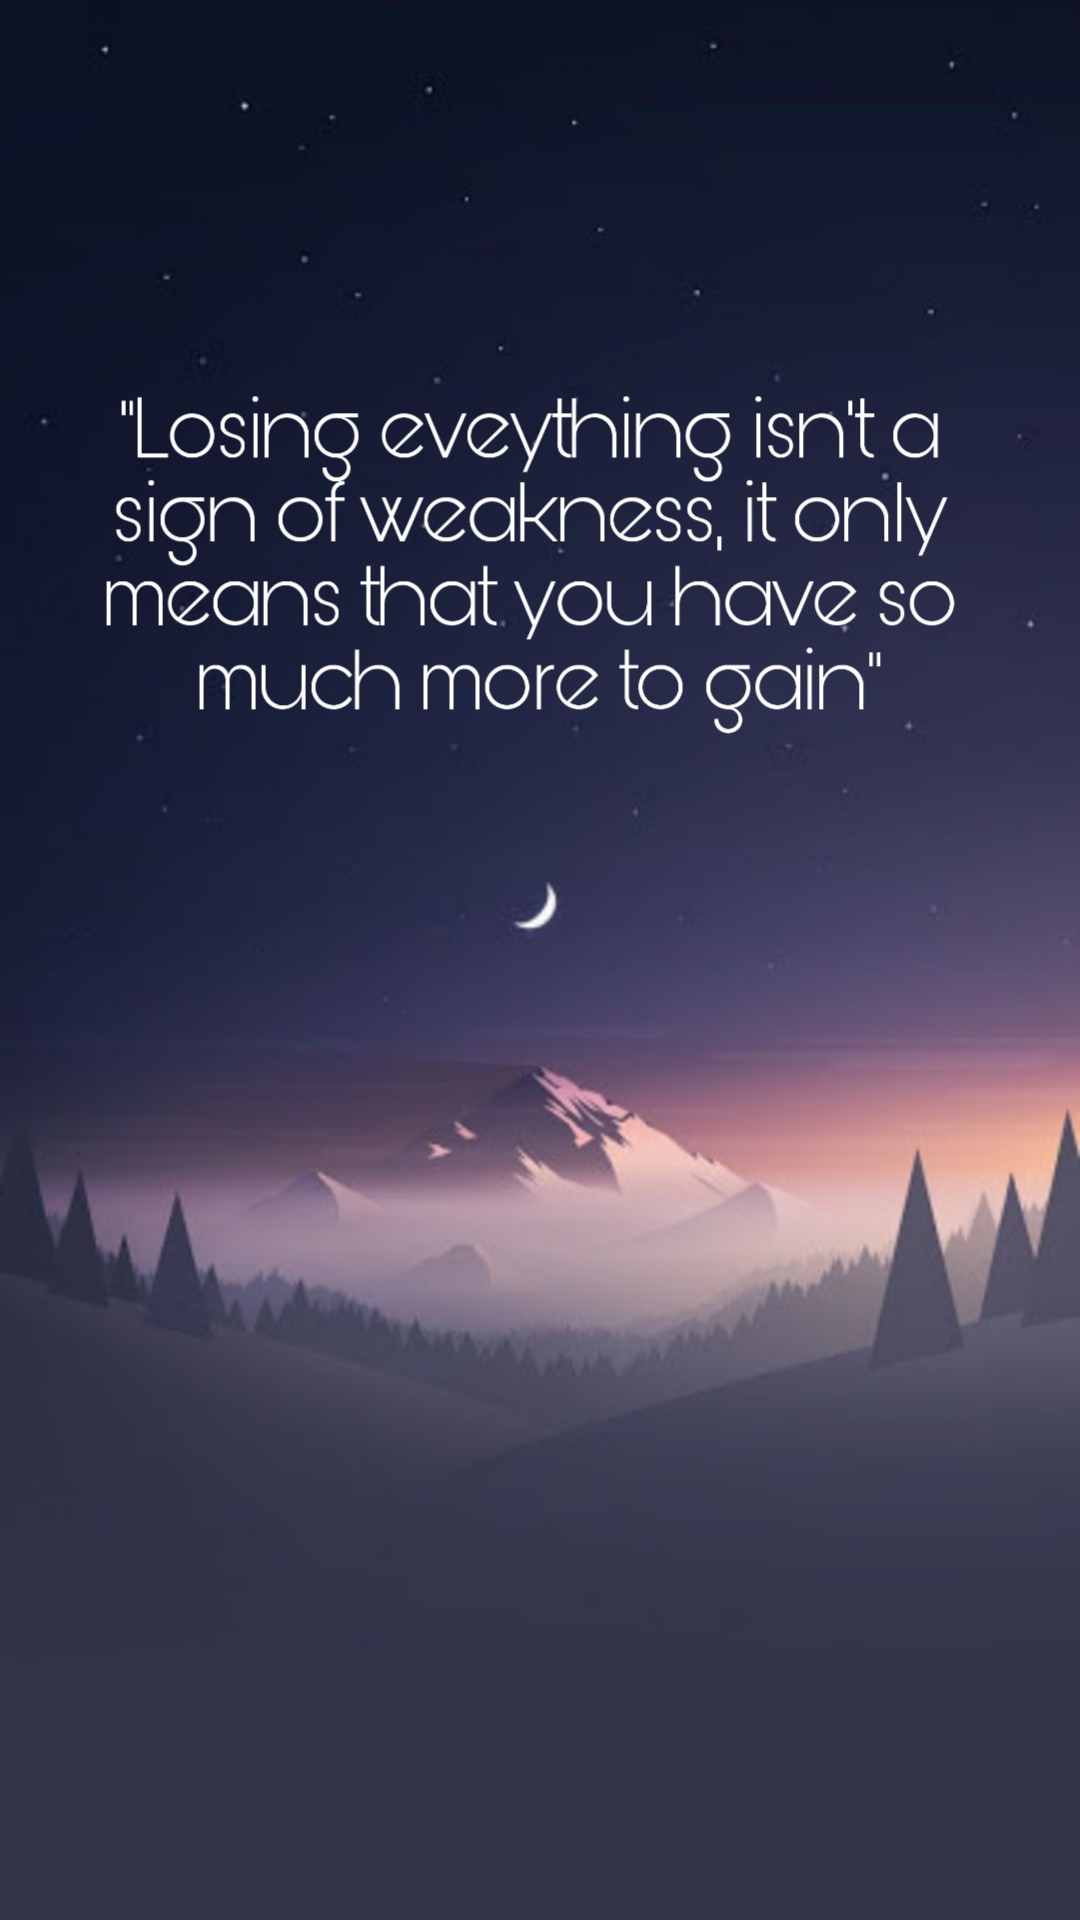 "Losing eveything isn't a
sign of weakness, it only
means that you have so
much more to gain"